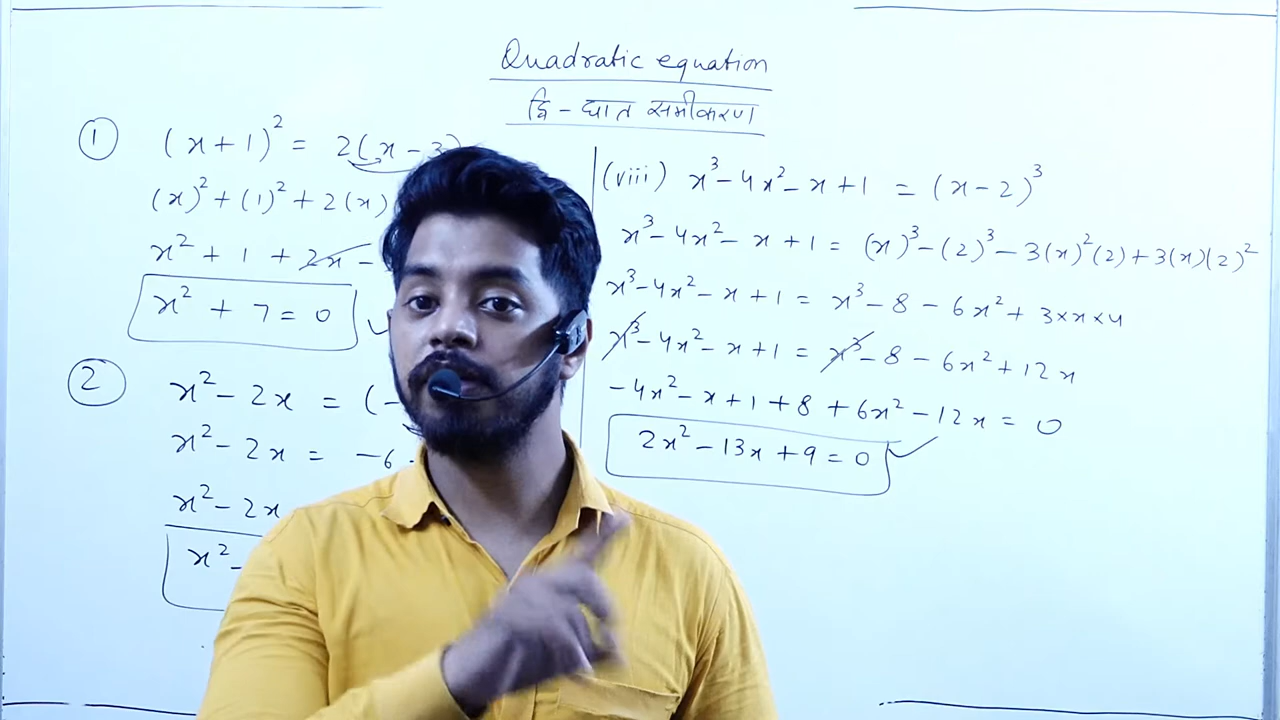 Quadratic equation
द्वि - घात समीकरण
① (x + 1)² = 2(x - 3)
(x)² + (1)² + 2(x)
x² + 1 + 2x -
x² + 7 = 0
② x² - 2x = (-
x² - 2x = -6
x² - 2x
x² -
(viii) x³ - 4x² - x + 1 = (x - 2)³
x³ - 4x² - x + 1 = (x)³ - (2)³ - 3(x)²(2) + 3(x)(2)²
x³ - 4x² - x + 1 = x³ - 8 - 6x² + 3×x×4
x³ - 4x² - x + 1 = x³ - 8 - 6x² + 12x
-4x² - x + 1 + 8 + 6x² - 12x = 0
2x² - 13x + 9 = 0